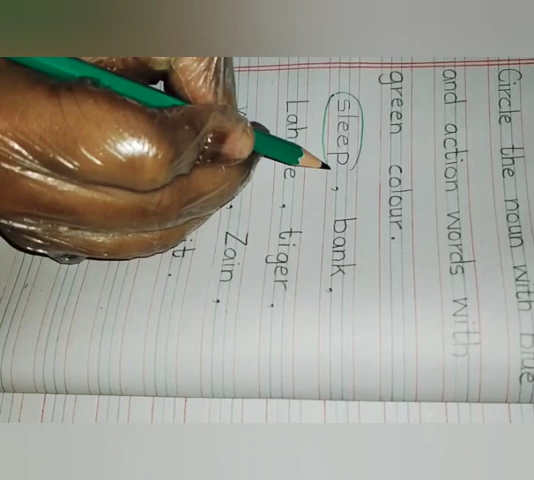 Circle the noun with blue
and action words with
green colour.
sleep, bank,
tiger,
, Zain,